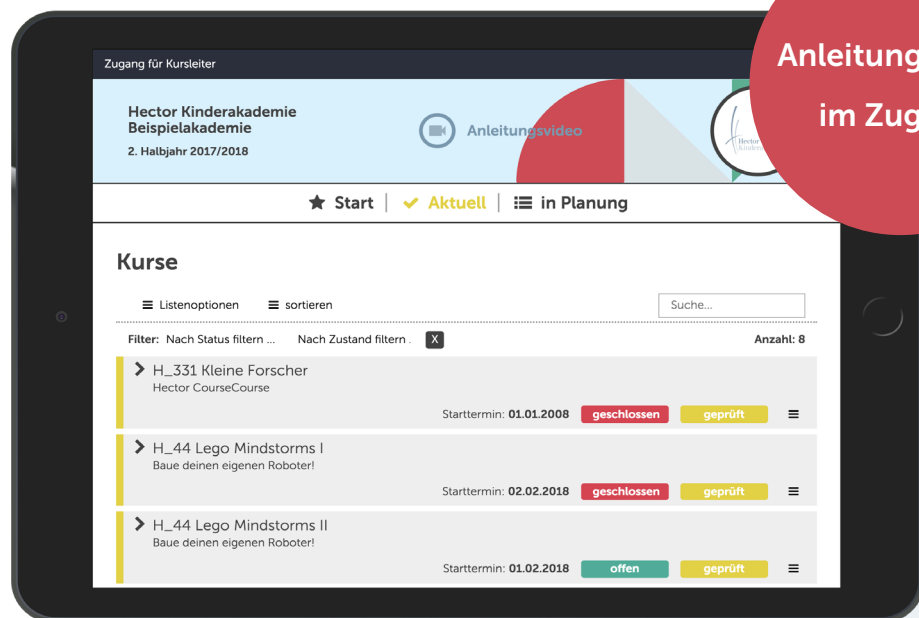 Anleitung
im Zug
Zugang für Kursleiter
Hector Kinderakademie
Beispielakademie
2. Halbjahr 2017/2018
Anleitungsvideo
Hector
Start
Aktuell
in Planung
Kurse
Listenoptionen
sortieren
Suche...
Filter: Nach Status filtern ... Nach Zustand filtern . X
Anzahl: 8
H_331 Kleine Forscher
Hector CourseCourse
Starttermin: 01.01.2008 geschlossen geprüft
H_44 Lego Mindstorms I
Baue deinen eigenen Roboter!
Starttermin: 02.02.2018 geschlossen geprüft
H_44 Lego Mindstorms II
Baue deinen eigenen Roboter!
Starttermin: 01.02.2018 offen geprüft